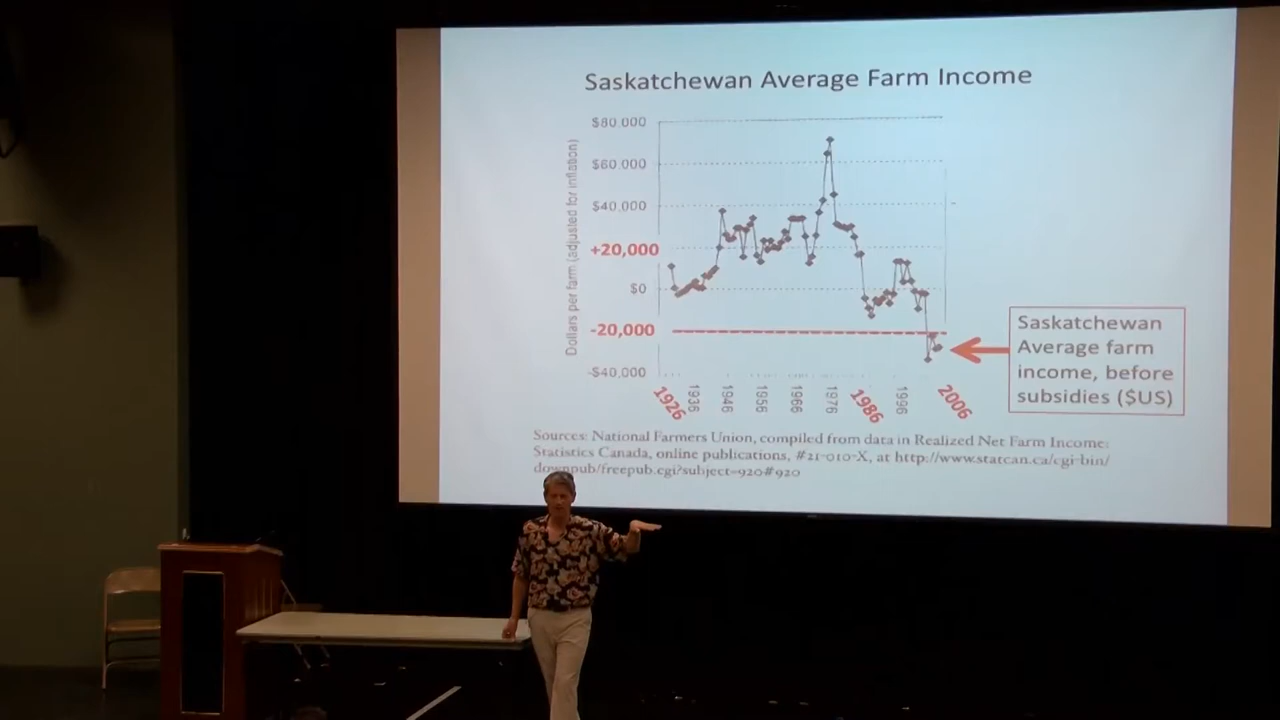 Saskatchewan Average Farm Income
Dollars per farm (adjusted for inflation)
$80.000
$60.000
$40,000
+20,000
$0
-20,000
-$40,000
1926
1936
1946
1956
1966
1976
1986
1996
2006
Saskatchewan
Average farm
income, before
subsidies ($US)
Sources: National Farmers Union, compiled from data in Realized Net Farm Income:
Statistics Canada, online publications, #21-010-X, at http://www.statcan.ca/cgi-bin/
downpub/freepub.cgi?subject=920#920